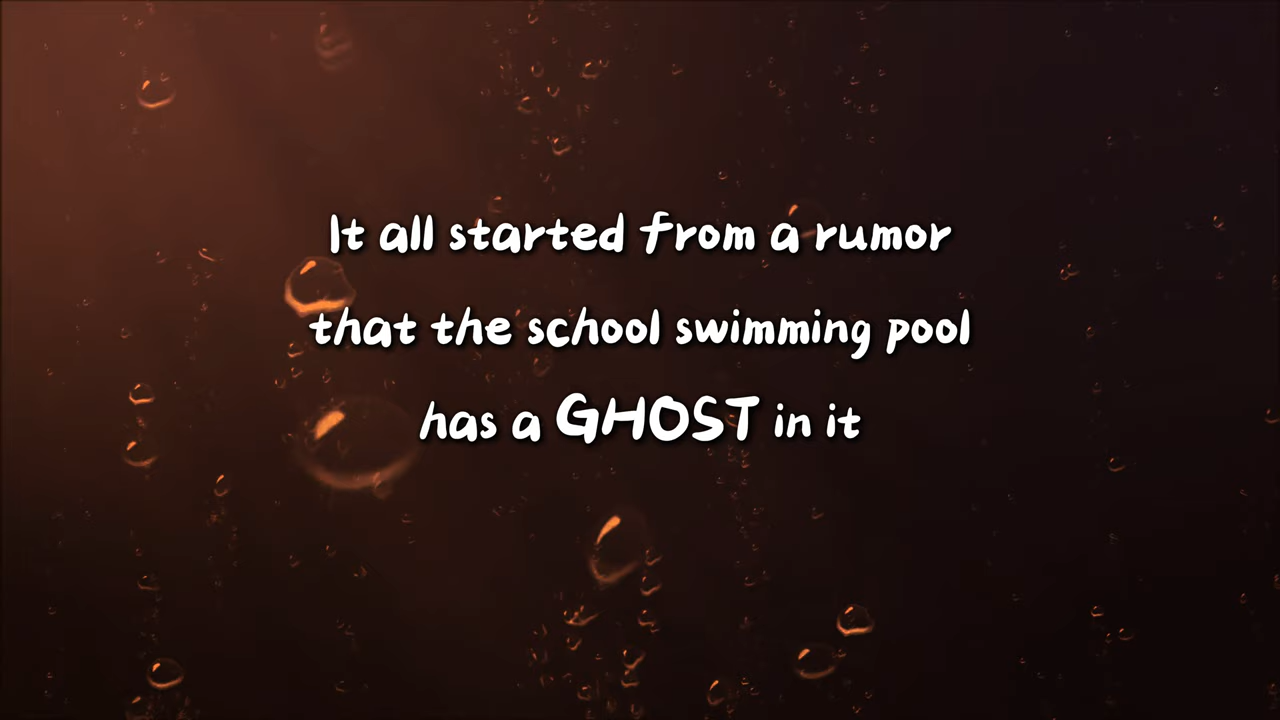 It all started from a rumor
that the school swimming pool
has a GHOST in it